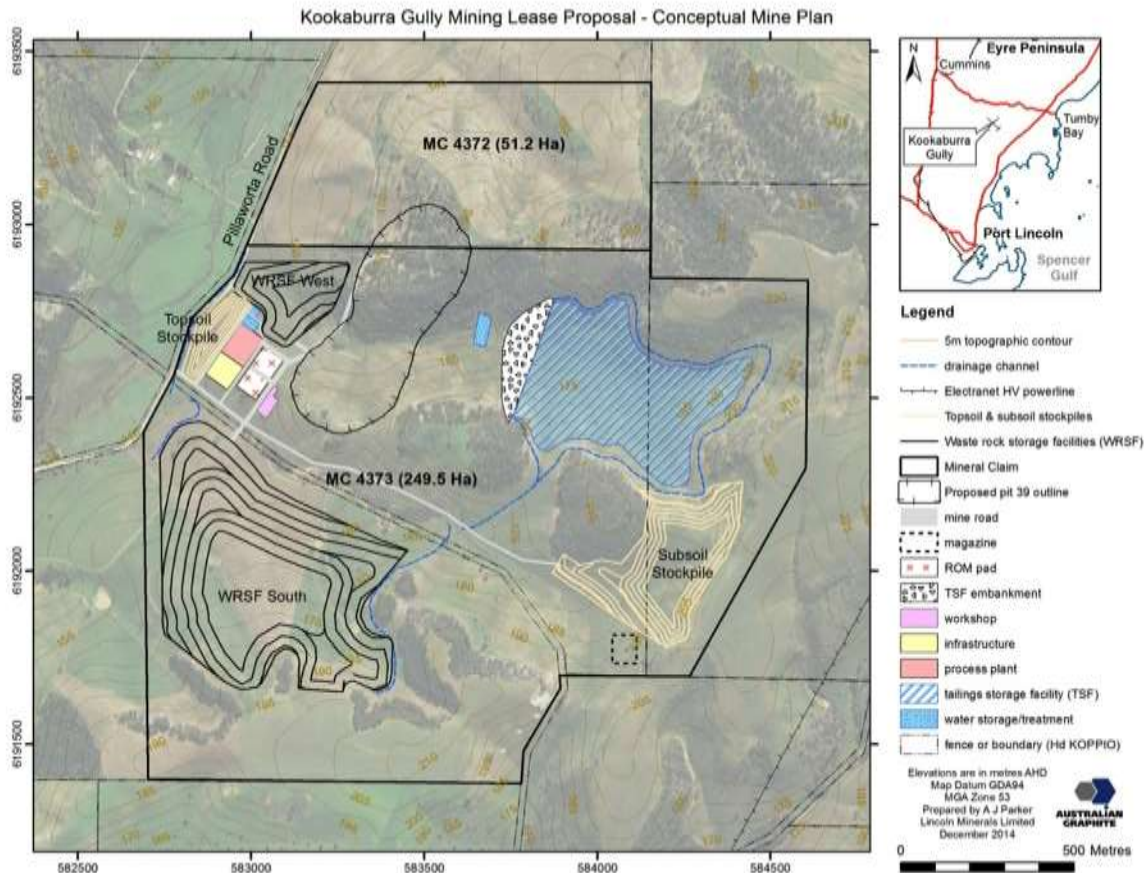 Kookaburra Gully Mining Lease Proposal - Conceptual Mine Plan
6193500
6193000
6192500
6192000
6191500
582500
583000
583500
584000
584500
Pillaworta Road
MC 4372 (51.2 Ha)
WRSF West
Topsoil
Stockpile
MC 4373 (249.5 Ha)
WRSF South
Subsoil
Stockpile
N
Eyre Peninsula
Cummins
Tumby
Bay
Kookaburra
Gully
Port Lincoln
Spencer
Gulf
Legend
5m topographic contour
drainage channel
Electranet HV powerline
Topsoil & subsoil stockpiles
Waste rock storage facilities (WRSF)
Mineral Claim
Proposed pit 39 outline
mine road
magazine
ROM pad
TSF embankment
workshop
infrastructure
process plant
tailings storage facility (TSF)
water storage/treatment
fence or boundary (Hd KOPPIO)
Elevations are in metres AHD
Map Datum GDA94
MGA Zone 53
Prepared by A J Parker
Lincoln Minerals Limited
December 2014
AUSTRALIAN
GRAPHITE
0
500 Metres